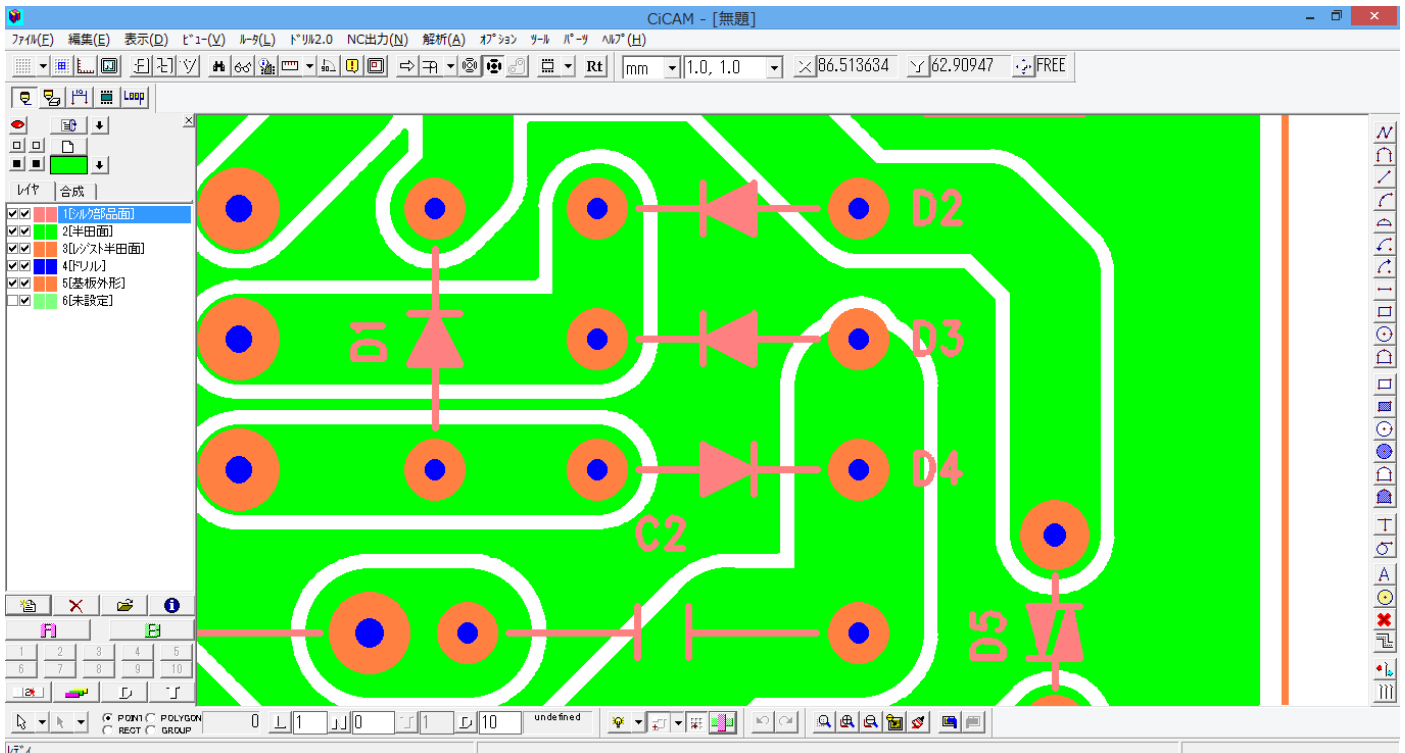 CiCAM - [無題]
ﾌｧｲﾙ(F) 編集(E) 表示(D) ﾋﾞｭｰ(V) ﾙｰﾀ(L) ﾄﾞﾘﾙ2.0 NC出力(N) 解析(A) ｵﾌﾟｼｮﾝ ﾂｰﾙ ﾊﾟｰﾂ ﾍﾙﾌﾟ(H)
Rt mm 1.0, 1.0 X 86.513634 Y 62.90947 FREE
Loop
レイヤ 合成
1[シルク部品面]
2[半田面]
3[レジスト半田面]
4[ドリル]
5[基板外形]
6[未設定]
D2
D1 D3
D4
C2
D5
1 2 3 4 5
6 7 8 9 10
POINT POLYGON
RECT GROUP
0 1 0 1 10 undefined
ﾚﾃﾞｨ